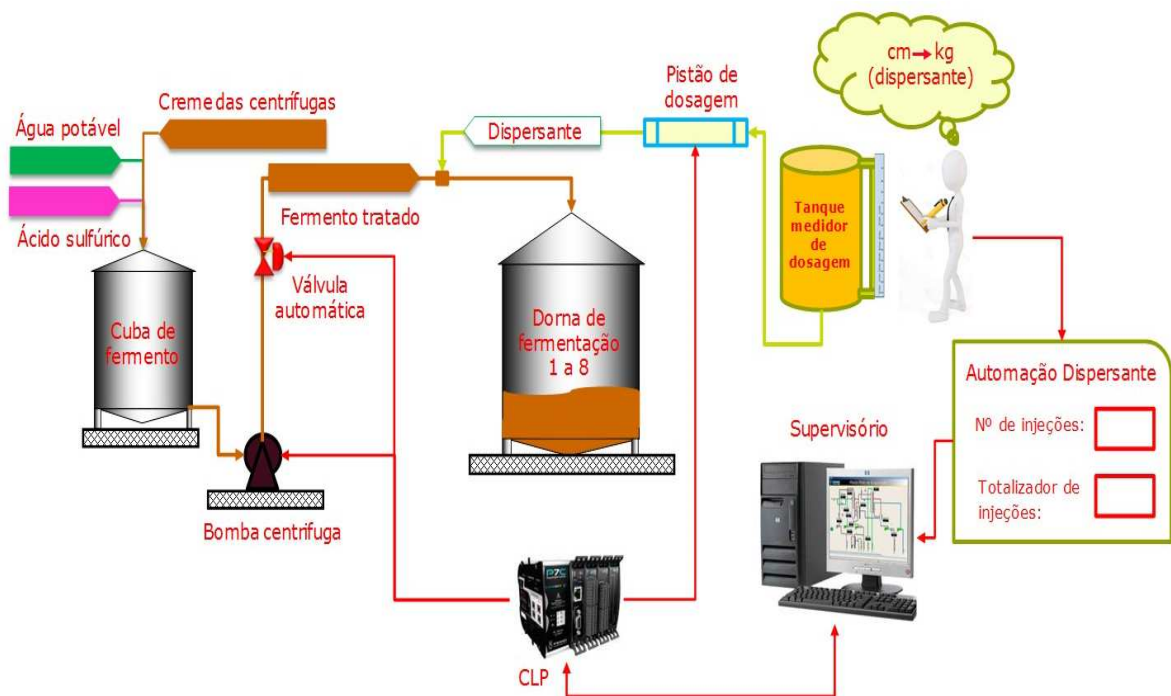 cm→kg
(dispersante)
Pistão de
dosagem
Creme das centrífugas
Água potável
Dispersante
Ácido sulfúrico
Fermento tratado
Tanque
medidor
de
dosagem
Válvula
automática
Cuba de
fermento
Dorna de
fermentação
1 a 8
Automação Dispersante
Nº de injeções:
Totalizador de
injeções:
Supervisório
Bomba centrifuga
P7C
CLP